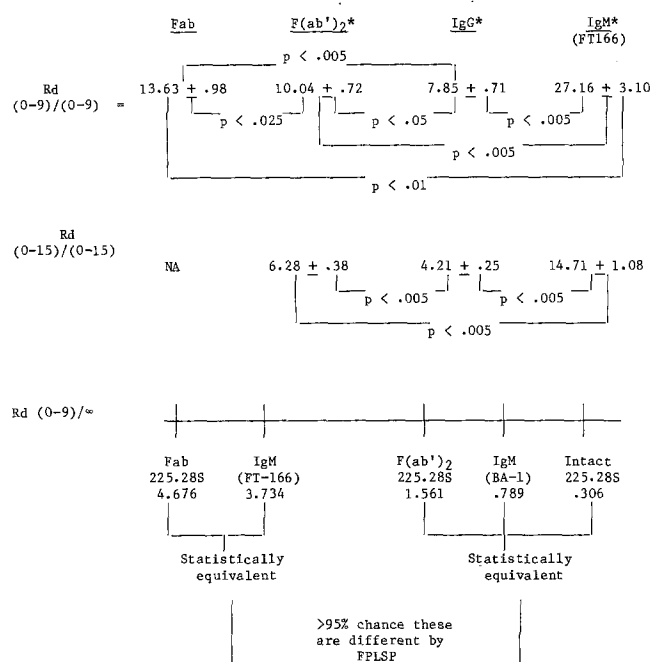 Fab F(ab')₂* IgG* IgM*
(FT166)
p < .005
Rd 13.63 ± .98 10.04 ± .72 7.85 ± .71 27.16 ± 3.10
(0-9)/(0-9) =
p < .025 p < .05 p < .005
p < .005
p < .01
Rd
(0-15)/(0-15)
NA 6.28 ± .38 4.21 ± .25 14.71 ± 1.08
p < .005 p < .005
p < .005
Rd (0-9)/∞
Fab IgM F(ab')₂ IgM Intact
225.28S (FT-166) 225.28S (BA-1) 225.28S
4.676 3.734 1.561 .789 .306
Statistically Statistically
equivalent equivalent
>95% chance these
are different by
FPLSP